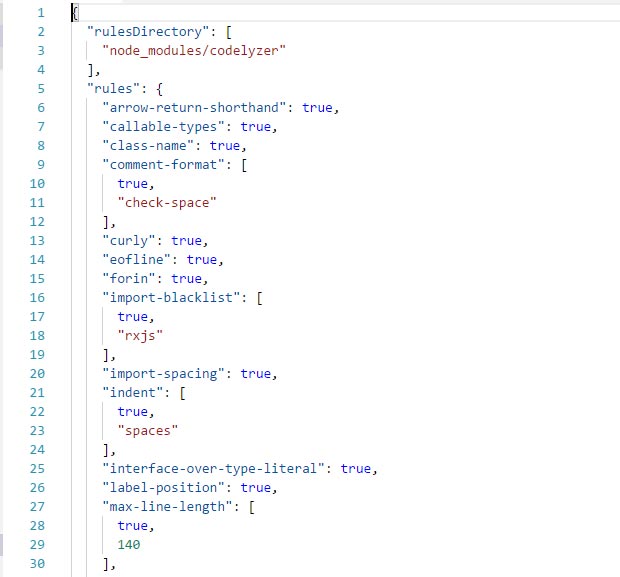 1 {
2   "rulesDirectory": [
3     "node_modules/codelyzer"
4   ],
5   "rules": {
6     "arrow-return-shorthand": true,
7     "callable-types": true,
8     "class-name": true,
9     "comment-format": [
10       true,
11       "check-space"
12     ],
13     "curly": true,
14     "eofline": true,
15     "forin": true,
16     "import-blacklist": [
17       true,
18       "rxjs"
19     ],
20     "import-spacing": true,
21     "indent": [
22       true,
23       "spaces"
24     ],
25     "interface-over-type-literal": true,
26     "label-position": true,
27     "max-line-length": [
28       true,
29       140
30     ],